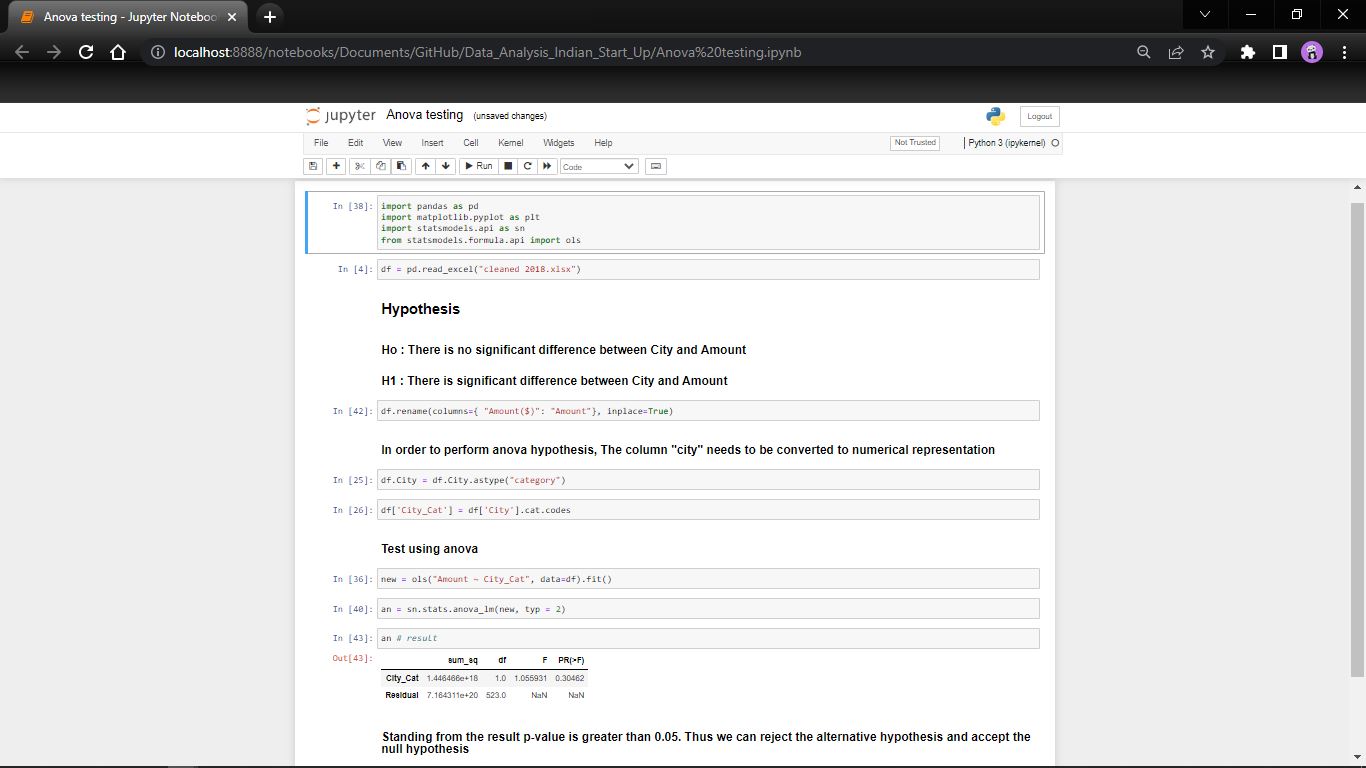 Anova testing - Jupyter Noteboo
localhost:8888/notebooks/Documents/GitHub/Data_Analysis_Indian_Start_Up/Anova%20testing.ipynb
jupyter Anova testing (unsaved changes)
Logout
File Edit View Insert Cell Kernel Widgets Help
Not Trusted
Python 3 (ipykernel)
Run
Code
In [38]: import pandas as pd
import matplotlib.pyplot as plt
import statsmodels.api as sn
from statsmodels.formula.api import ols
In [4]: df = pd.read_excel("cleaned 2018.xlsx")
Hypothesis
Ho : There is no significant difference between City and Amount
H1 : There is significant difference between City and Amount
In [42]: df.rename(columns={ "Amount($)": "Amount"}, inplace=True)
In order to perform anova hypothesis, The column "city" needs to be converted to numerical representation
In [25]: df.City = df.City.astype("category")
In [26]: df['City_Cat'] = df['City'].cat.codes
Test using anova
In [36]: new = ols("Amount ~ City_Cat", data=df).fit()
In [40]: an = sn.stats.anova_lm(new, typ = 2)
In [43]: an # result
Out[43]:
sum_sq df F PR(>F)
City_Cat 1.446466e+18 1.0 1.055931 0.30462
Residual 7.164311e+20 523.0 NaN NaN
Standing from the result p-value is greater than 0.05. Thus we can reject the alternative hypothesis and accept the
null hypothesis